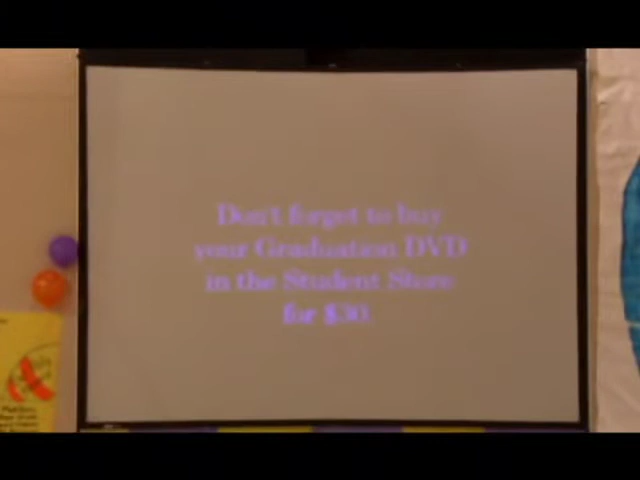 Don't forget to buy
your Graduation DVD
in the Student Store
for $30.